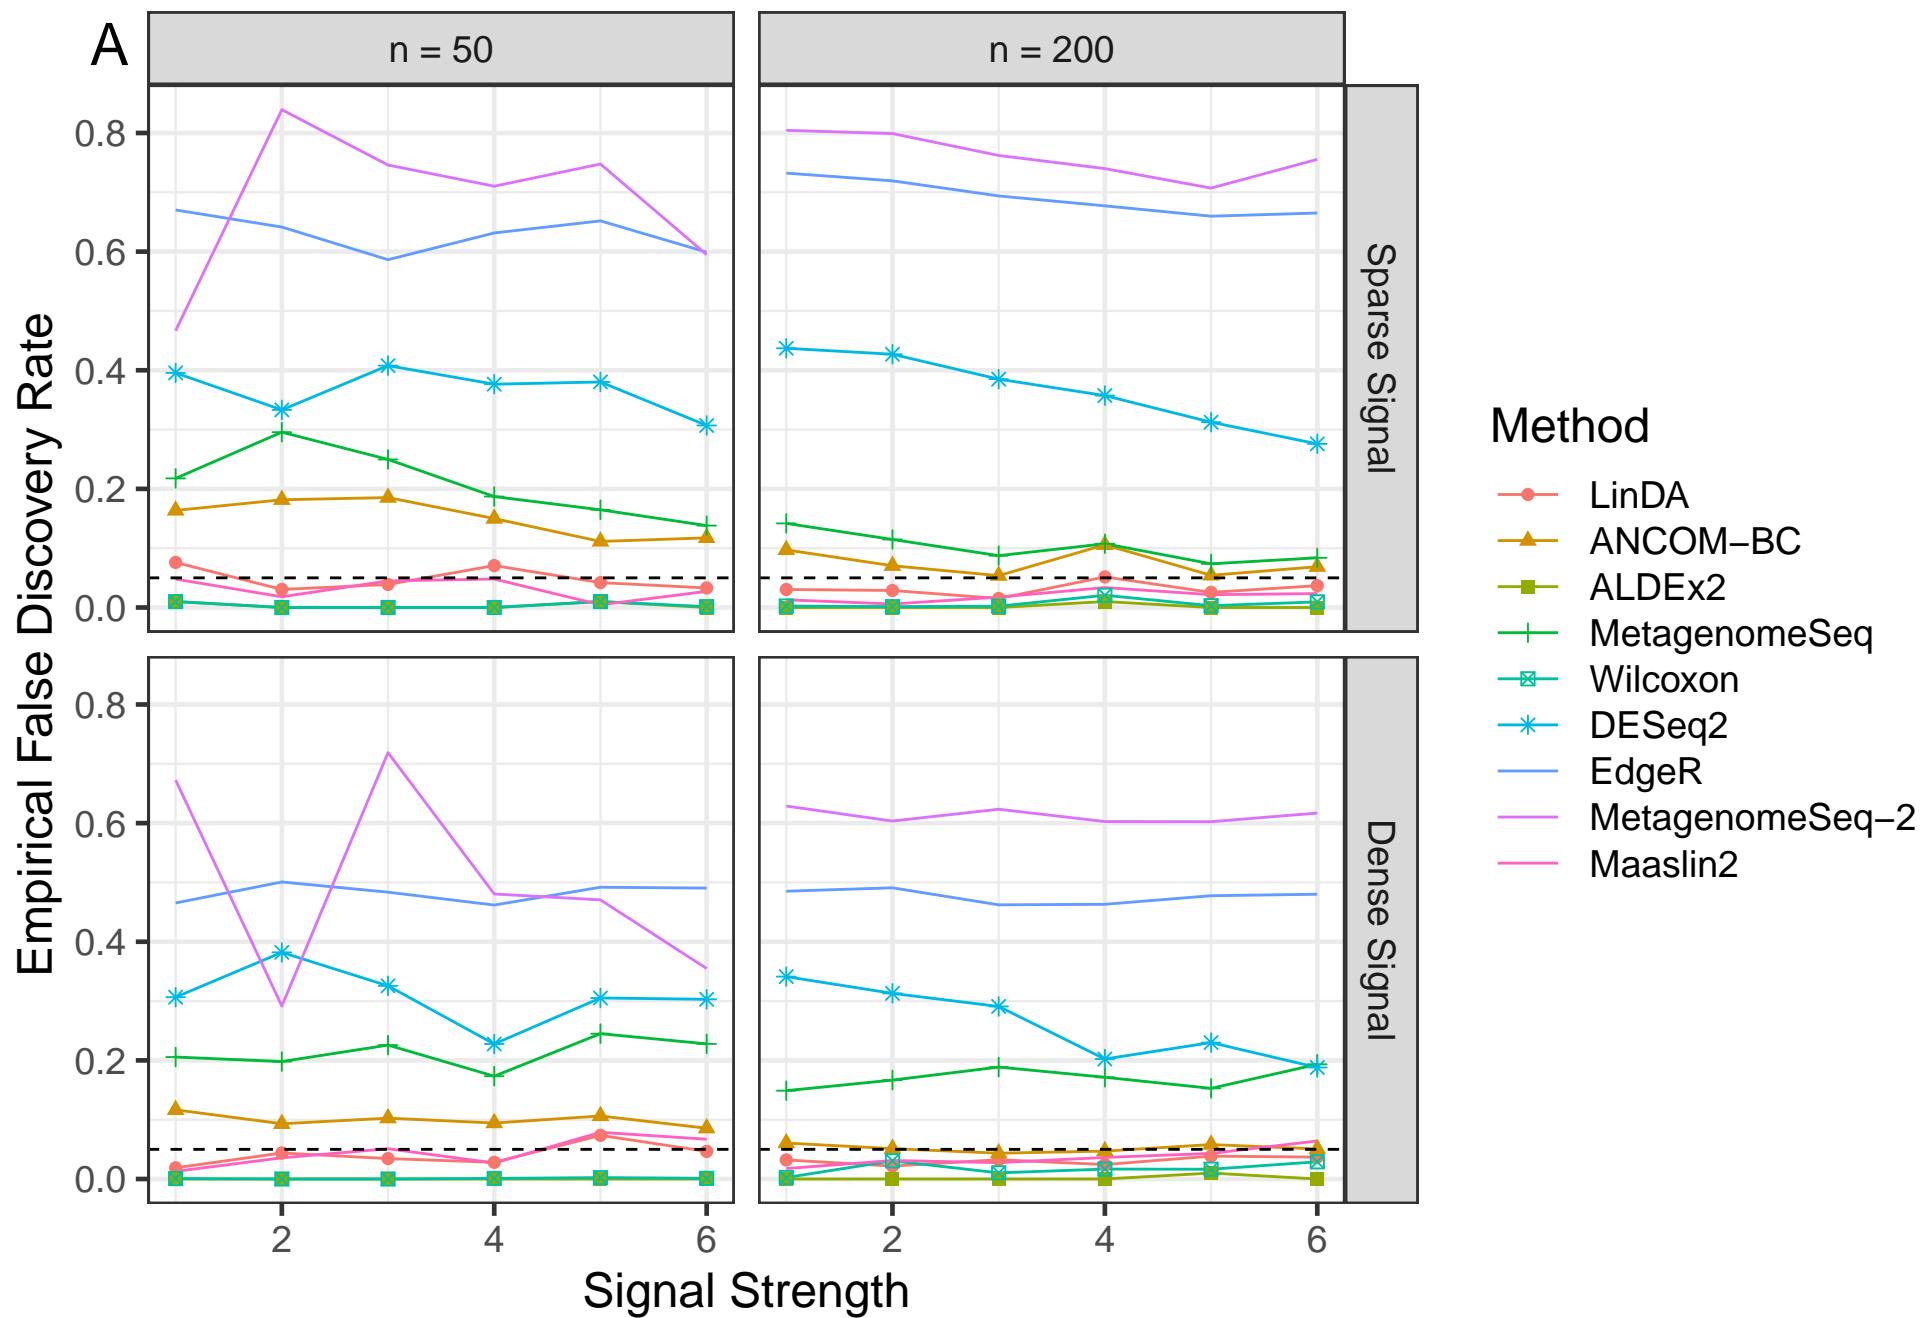 A
n = 50
n = 200
0.8
0.6
0.4
0.2
0.0
Sparse Signal
0.8
0.6
0.4
0.2
0.0
Dense Signal
2
4
6
2
4
6
Signal Strength
Empirical False Discovery Rate
Method
LinDA
ANCOM−BC
ALDEx2
MetagenomeSeq
Wilcoxon
DESeq2
EdgeR
MetagenomeSeq−2
Maaslin2